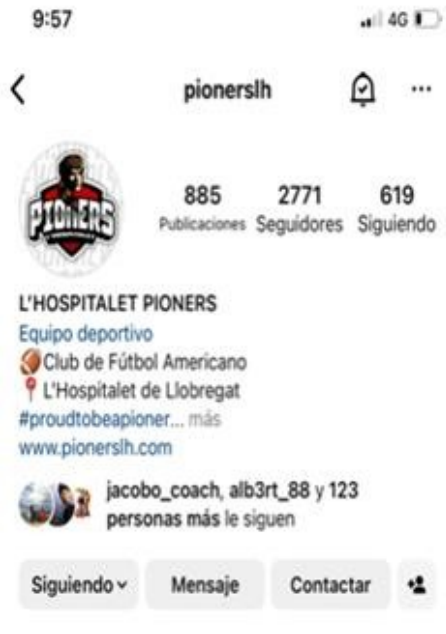 9:57
4G
pionerslh
885 2771 619
Publicaciones Seguidores Siguiendo
PIONERS
L'HOSPITALET PIONERS
Equipo deportivo
Club de Fútbol Americano
L'Hospitalet de Llobregat
#proudtobeapioner... más
www.pionerslh.com
jacobo_coach, alb3rt_88 y 123
personas más le siguen
Siguiendo Mensaje Contactar